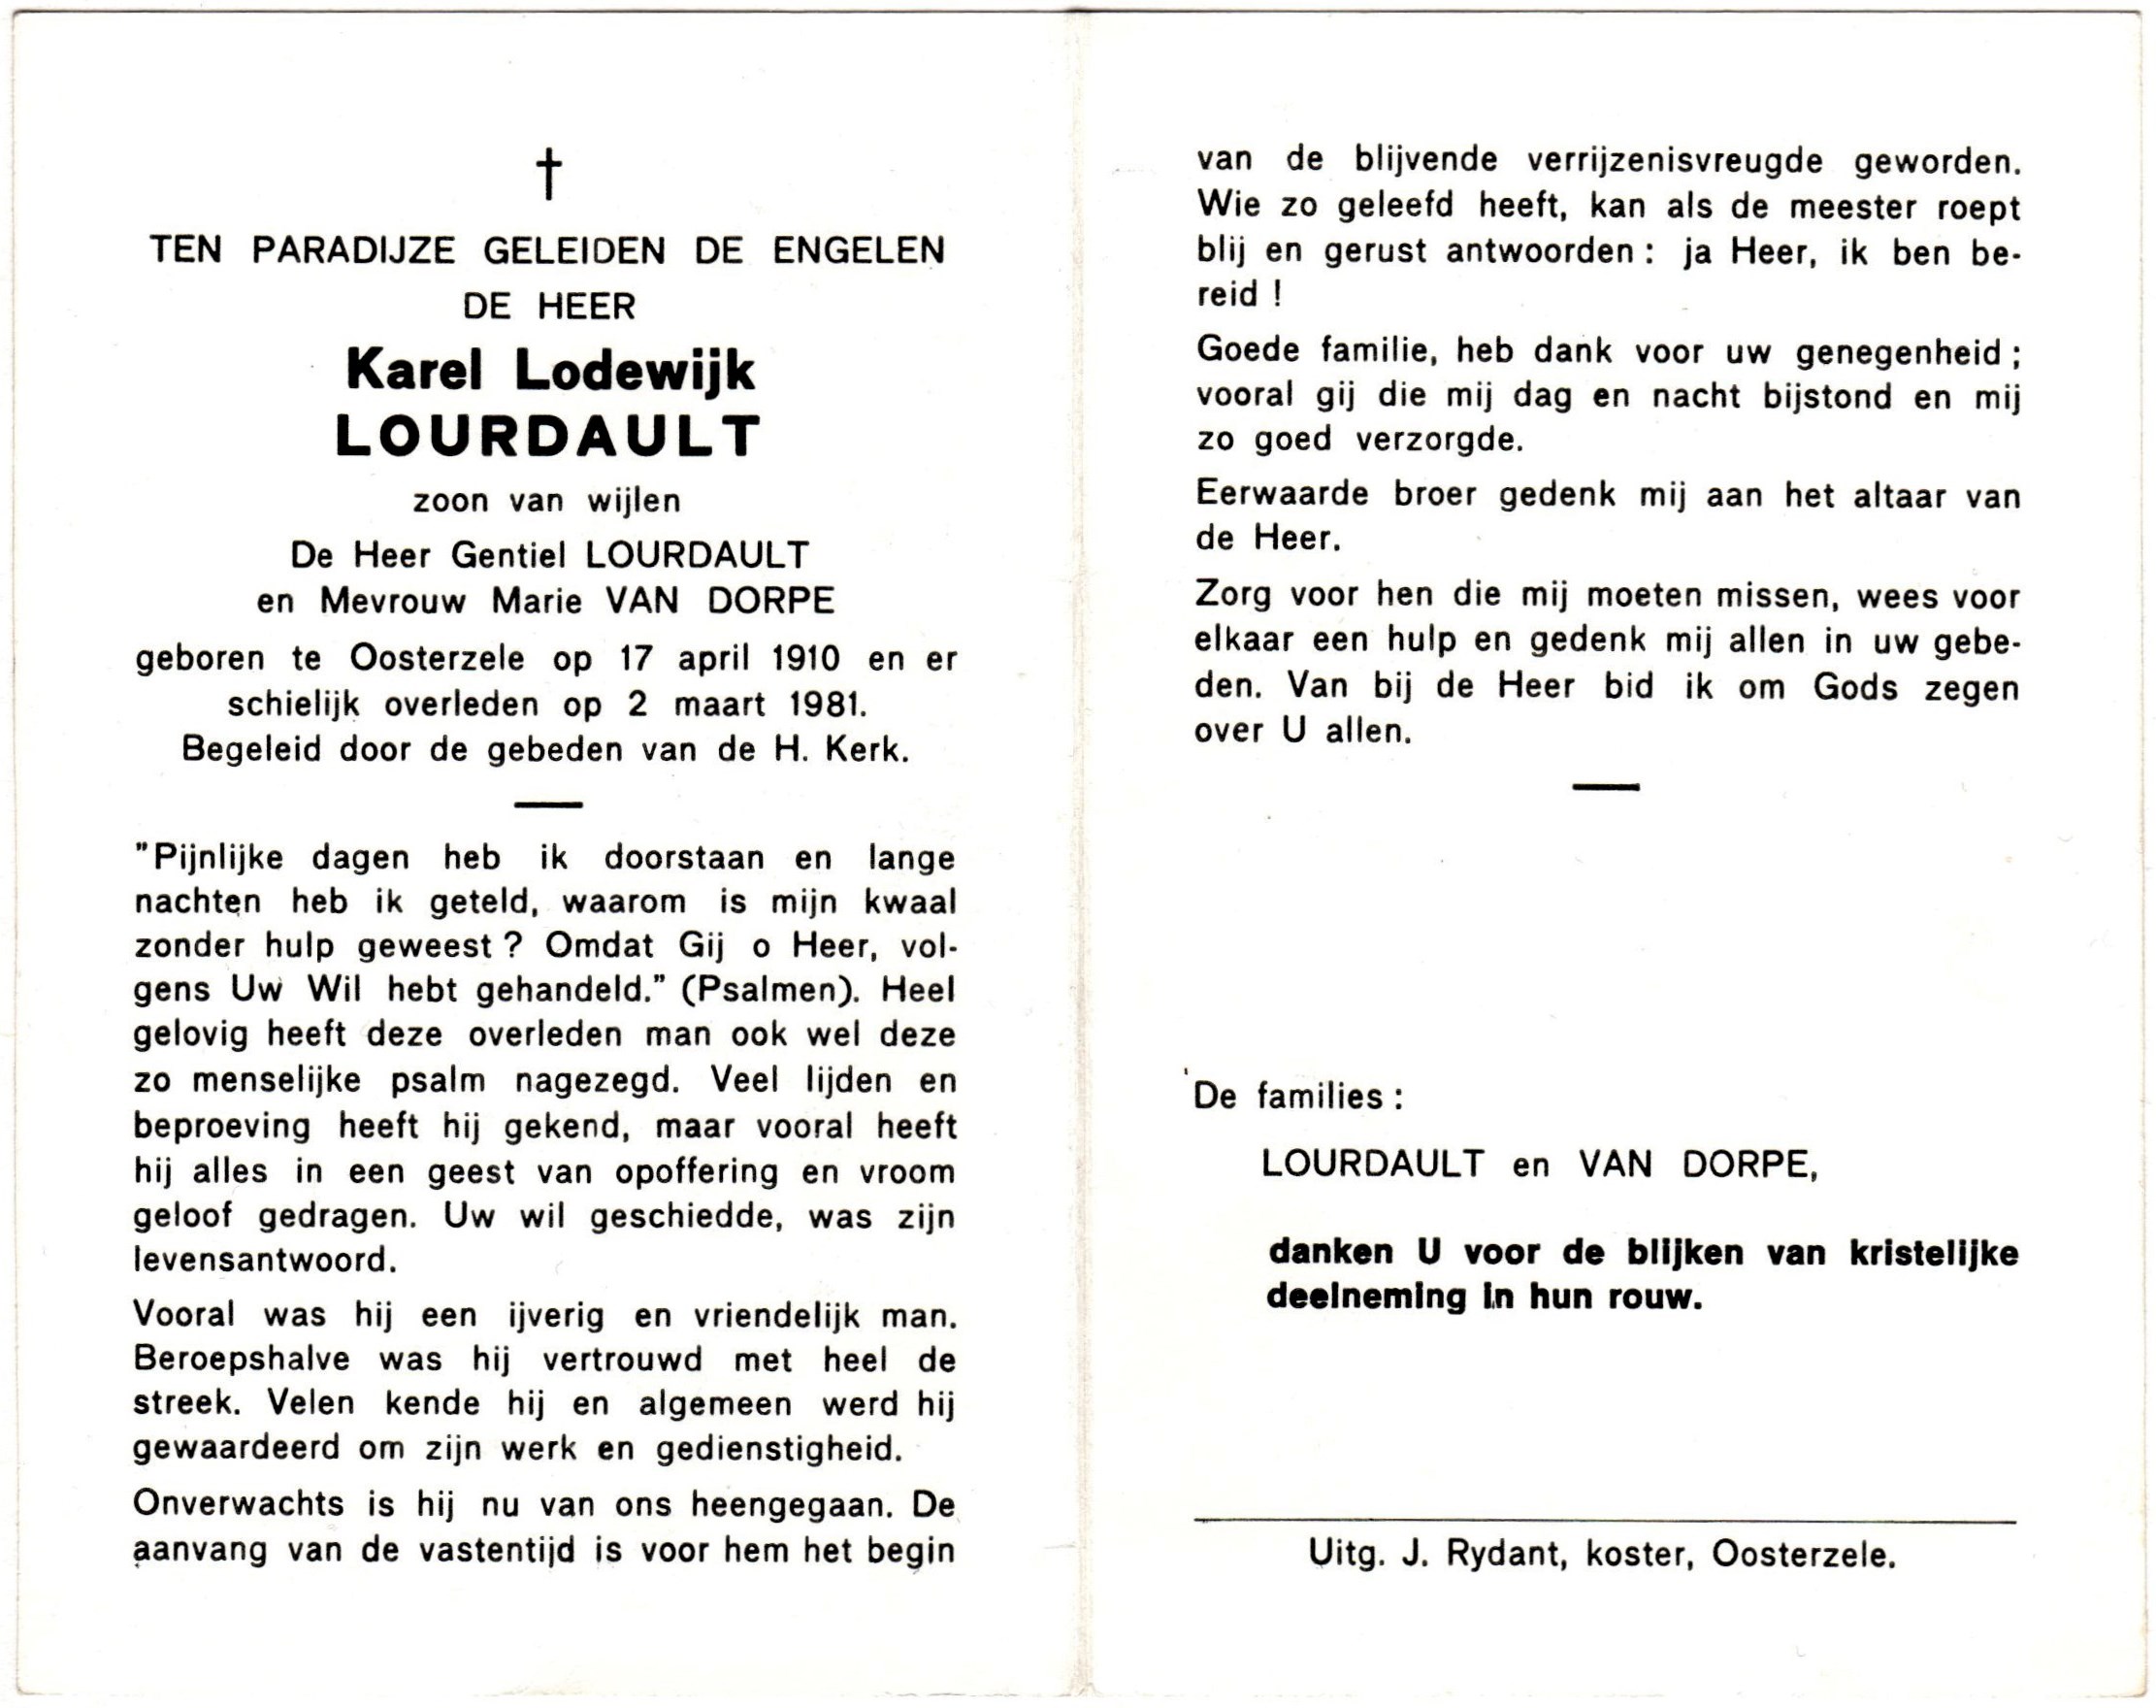 †
TEN PARADIJZE GELEIDEN DE ENGELEN
DE HEER
Karel Lodewijk
LOURDAULT
zoon van wijlen
De Heer Gentiel LOURDAULT
en Mevrouw Marie VAN DORPE
geboren te Oosterzele op 17 april 1910 en er
schielijk overleden op 2 maart 1981.
Begeleid door de gebeden van de H. Kerk.
"Pijnlijke dagen heb ik doorstaan en lange
nachten heb ik geteld, waarom is mijn kwaal
zonder hulp geweest ? Omdat Gij o Heer, vol-
gens Uw Wil hebt gehandeld." (Psalmen). Heel
gelovig heeft deze overleden man ook wel deze
zo menselijke psalm nagezegd. Veel lijden en
beproeving heeft hij gekend, maar vooral heeft
hij alles in een geest van opoffering en vroom
geloof gedragen. Uw wil geschiedde, was zijn
levensantwoord.
Vooral was hij een ijverig en vriendelijk man.
Beroepshalve was hij vertrouwd met heel de
streek. Velen kende hij en algemeen werd hij
gewaardeerd om zijn werk en gedienstigheid.
Onverwachts is hij nu van ons heengegaan. De
aanvang van de vastentijd is voor hem het begin
van de blijvende verrijzenisvreugde geworden.
Wie zo geleefd heeft, kan als de meester roept
blij en gerust antwoorden : ja Heer, ik ben be-
reid !
Goede familie, heb dank voor uw genegenheid ;
vooral gij die mij dag en nacht bijstond en mij
zo goed verzorgde.
Eerwaarde broer gedenk mij aan het altaar van
de Heer.
Zorg voor hen die mij moeten missen, wees voor
elkaar een hulp en gedenk mij allen in uw gebe-
den. Van bij de Heer bid ik om Gods zegen
over U allen.
De families :
LOURDAULT en VAN DORPE,
danken U voor de blijken van kristelijke
deelneming in hun rouw.
Uitg. J. Rydant, koster, Oosterzele.